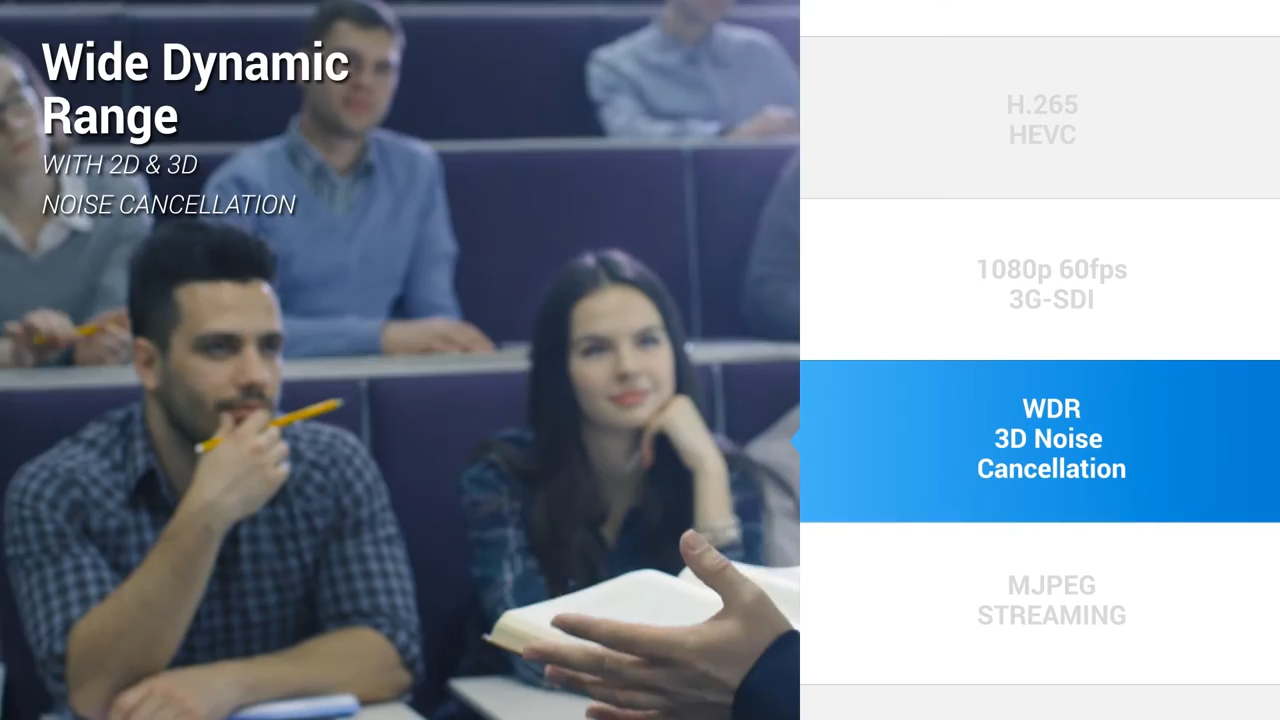 Wide Dynamic
Range
WITH 2D & 3D
NOISE CANCELLATION
H.265
HEVC
1080p 60fps
3G-SDI
WDR
3D Noise
Cancellation
MJPEG
STREAMING